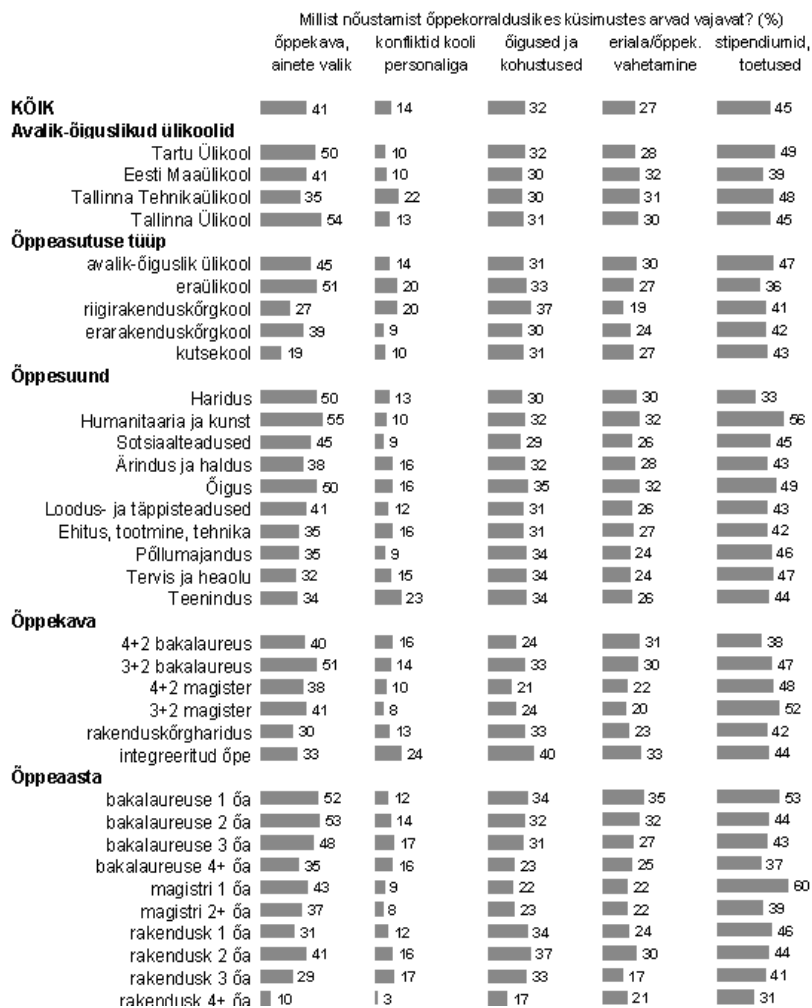 Millist nõustamist õppekorralduslikes küsimustes arvad vajavat? (%)
õppekava, konfliktid kooli õigused ja eriala/õppek. stipendiumid,
ainete valik personaliga kohustused vahetamine toetused
KÕIK 41 14 32 27 45
Avalik-õiguslikud ülikoolid
Tartu Ülikool 50 10 32 28 49
Eesti Maaülikool 41 10 30 32 39
Tallinna Tehnikaülikool 35 22 30 31 48
Tallinna Ülikool 54 13 31 30 45
Õppeasutuse tüüp
avalik-õiguslik ülikool 45 14 31 30 47
eraülikool 51 20 33 27 36
riigirakenduskõrgkool 27 20 37 19 41
erarakenduskõrgkool 39 9 30 24 42
kutsekool 19 10 31 27 43
Õppesuund
Haridus 50 13 30 30 33
Humanitaaria ja kunst 55 10 32 32 56
Sotsiaalteadused 45 9 29 26 45
Ärindus ja haldus 38 16 32 28 43
Õigus 50 16 35 32 49
Loodus- ja täppisteadused 41 12 31 26 43
Ehitus, tootmine, tehnika 35 16 31 27 42
Põllumajandus 35 9 34 24 46
Tervis ja heaolu 32 15 34 24 47
Teenindus 34 23 34 26 44
Õppekava
4+2 bakalaureus 40 16 24 31 38
3+2 bakalaureus 51 14 33 30 47
4+2 magister 38 10 21 22 48
3+2 magister 41 8 24 20 52
rakenduskõrgharidus 30 13 33 23 42
integreeritud õpe 33 24 40 33 44
Õppeaasta
bakalaureuse 1 õa 52 12 34 35 53
bakalaureuse 2 õa 53 14 32 32 44
bakalaureuse 3 õa 48 17 31 27 43
bakalaureuse 4+ õa 35 16 23 25 37
magistri 1 õa 43 9 22 22 60
magistri 2+ õa 37 8 23 22 39
rakendusk 1 õa 31 12 34 24 46
rakendusk 2 õa 41 16 37 30 44
rakendusk 3 õa 29 17 33 17 41
rakendusk 4+ õa 10 3 17 21 31